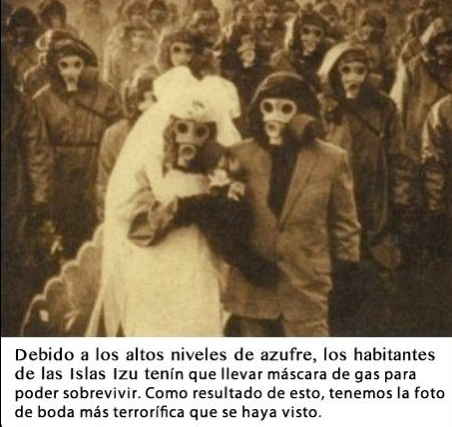 Debido a los altos niveles de azufre, los habitantes
de las Islas Izu tenín que llevar máscara de gas para
poder sobrevivir. Como resultado de esto, tenemos la foto
de boda más terrorífica que se haya visto.